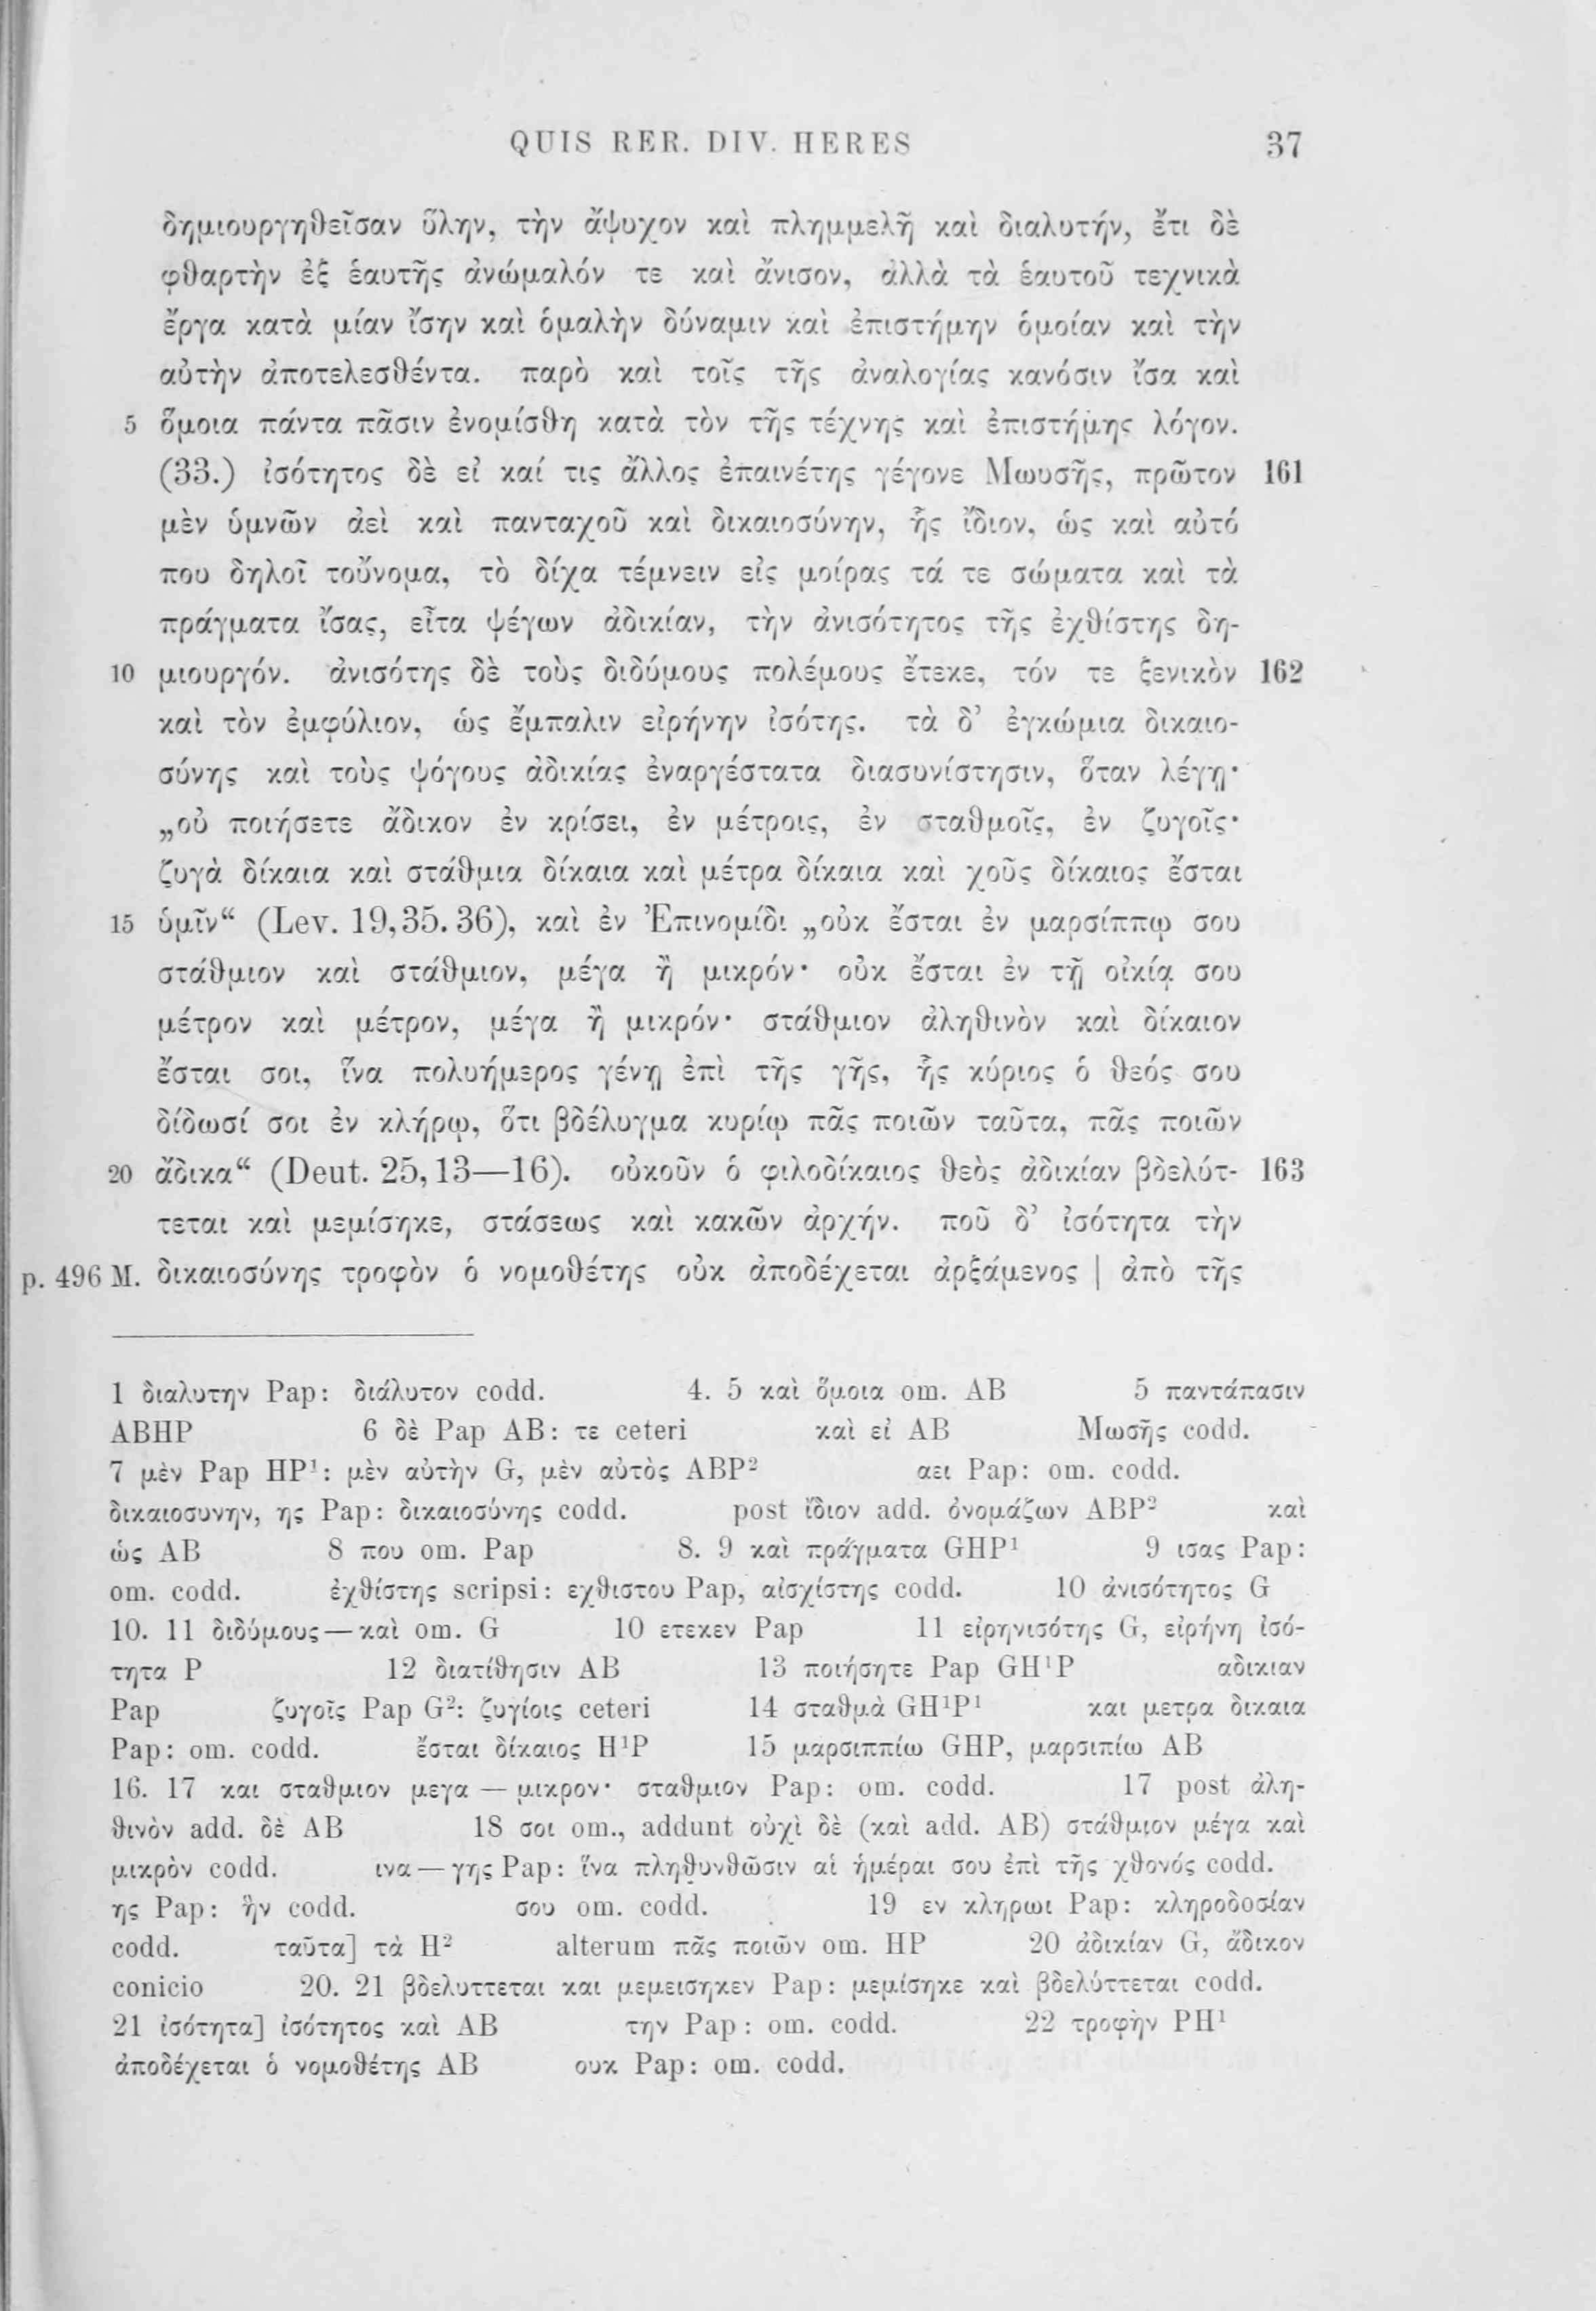 QUIS RER. DIV. HERES 37
δημιουργηθεῖσαν ὕλην, τὴν ἄψυχον καὶ πλημμελῆ καὶ διαλυτήν, ἔτι δὲ
φθαρτὴν ἐξ ἑαυτῆς ἀνώμαλόν τε καὶ ἄνισον, ἀλλὰ τὰ ἑαυτοῦ τεχνικὰ
ἔργα κατὰ μίαν ἴσην καὶ ὁμαλὴν δύναμιν καὶ ἐπιστήμην ὁμοίαν καὶ τὴν
αὐτὴν ἀποτελεσθέντα. παρὸ καὶ τοῖς τῆς ἀναλογίας κανόσιν ἴσα καὶ
5 ὅμοια πάντα πᾶσιν ἐνομίσθη κατὰ τὸν τῆς τέχνης καὶ ἐπιστήμης λόγον.
(33.) ἰσότητος δὲ εἰ καί τις ἄλλος ἐπαινέτης γέγονε Μωυσῆς, πρῶτον 161
μὲν ὑμνῶν ἀεὶ καὶ πανταχοῦ καὶ δικαιοσύνην, ἧς ἴδιον, ὡς καὶ αὐτό
που δηλοῖ τοὔνομα, τὸ δίχα τέμνειν εἰς μοίρας τά τε σώματα καὶ τὰ
πράγματα ἴσας, εἶτα ψέγων ἀδικίαν, τὴν ἀνισότητος τῆς ἐχθίστης δη-
10 μιουργόν. ἀνισότης δὲ τοὺς διδύμους πολέμους ἔτεκε, τόν τε ξενικὸν 162
καὶ τὸν ἐμφύλιον, ὡς ἔμπαλιν εἰρήνην ἰσότης. τὰ δ’ ἐγκώμια δικαιο-
σύνης καὶ τοὺς ψόγους ἀδικίας ἐναργέστατα διασυνίστησιν, ὅταν λέγῃ·
„οὐ ποιήσετε ἄδικον ἐν κρίσει, ἐν μέτροις, ἐν σταθμοῖς, ἐν ζυγοῖς·
ζυγὰ δίκαια καὶ στάθμια δίκαια καὶ μέτρα δίκαια καὶ χοῦς δίκαιος ἔσται
15 ὑμῖν“ (Lev. 19,35. 36), καὶ ἐν Ἐπινομίδι „οὐκ ἔσται ἐν μαρσίππῳ σου
στάθμιον καὶ στάθμιον, μέγα ἢ μικρόν· οὐκ ἔσται ἐν τῇ οἰκίᾳ σου
μέτρον καὶ μέτρον, μέγα ἢ μικρόν· στάθμιον ἀληθινὸν καὶ δίκαιον
ἔσται σοι, ἵνα πολυήμερος γένῃ ἐπὶ τῆς γῆς, ἧς κύριος ὁ θεός σου
δίδωσί σοι ἐν κλήρῳ, ὅτι βδέλυγμα κυρίῳ πᾶς ποιῶν ταῦτα, πᾶς ποιῶν
20 ἄδικα“ (Deut. 25,13—16). οὐκοῦν ὁ φιλοδίκαιος θεὸς ἀδικίαν βδελύτ- 163
τεται καὶ μεμίσηκε, στάσεως καὶ κακῶν ἀρχήν. ποῦ δ’ ἰσότητα τὴν
p. 496 M. δικαιοσύνης τροφὸν ὁ νομοθέτης οὐκ ἀποδέχεται ἀρξάμενος | ἀπὸ τῆς
1 διαλυτην Pap: διάλυτον codd. 4. 5 καὶ ὅμοια om. AB 5 παντάπασιν
ABHP 6 δὲ Pap AB: τε ceteri καὶ εἰ AB Μωσῆς codd.
7 μὲν Pap HP¹: μὲν αὐτὴν G, μὲν αὐτὸς ABP² αει Pap: om. codd.
δικαιοσυνην, ης Pap: δικαιοσύνης codd. post ἴδιον add. ὀνομάζων ABP² καὶ
ὡς AB 8 που om. Pap 8. 9 καὶ πράγματα GHP¹ 9 ισας Pap:
om. codd. ἐχθίστης scripsi: εχθιστου Pap, αἰσχίστης codd. 10 ἀνισότητος G
10. 11 διδύμους — καὶ om. G 10 ετεκεν Pap 11 εἰρηνισότης G, εἰρήνη ἰσό-
τητα P 12 διατίθησιν AB 13 ποιήσητε Pap GH¹P αδικιαν
Pap ζυγοῖς Pap G²: ζυγίοις ceteri 14 σταθμὰ GH¹P¹ και μετρα δικαια
Pap: om. codd. ἔσται δίκαιος H¹P 15 μαρσιππίω GHP, μαρσιπίω AB
16. 17 και σταθμιον μεγα — μικρον· σταθμιον Pap: om. codd. 17 post ἀλη-
θινὸν add. δὲ AB 18 σοι om., addunt οὐχὶ δὲ (καὶ add. AB) στάθμιον μέγα καὶ
μικρὸν codd. ινα — γης Pap: ἵνα πληθυνθῶσιν αἱ ἡμέραι σου ἐπὶ τῆς χθονός codd.
ης Pap: ἣν codd. σου om. codd. 19 εν κληρωι Pap: κληροδοσίαν
codd. ταῦτα] τὰ H² alterum πᾶς ποιῶν om. HP 20 ἀδικίαν G, ἄδικον
conicio 20. 21 βδελυττεται και μεμεισηκεν Pap: μεμίσηκε καὶ βδελύττεται codd.
21 ἰσότητα] ἰσότητος καὶ AB την Pap: om. codd. 22 τροφὴν PH¹
ἀποδέχεται ὁ νομοθέτης AB ουκ Pap: om. codd.